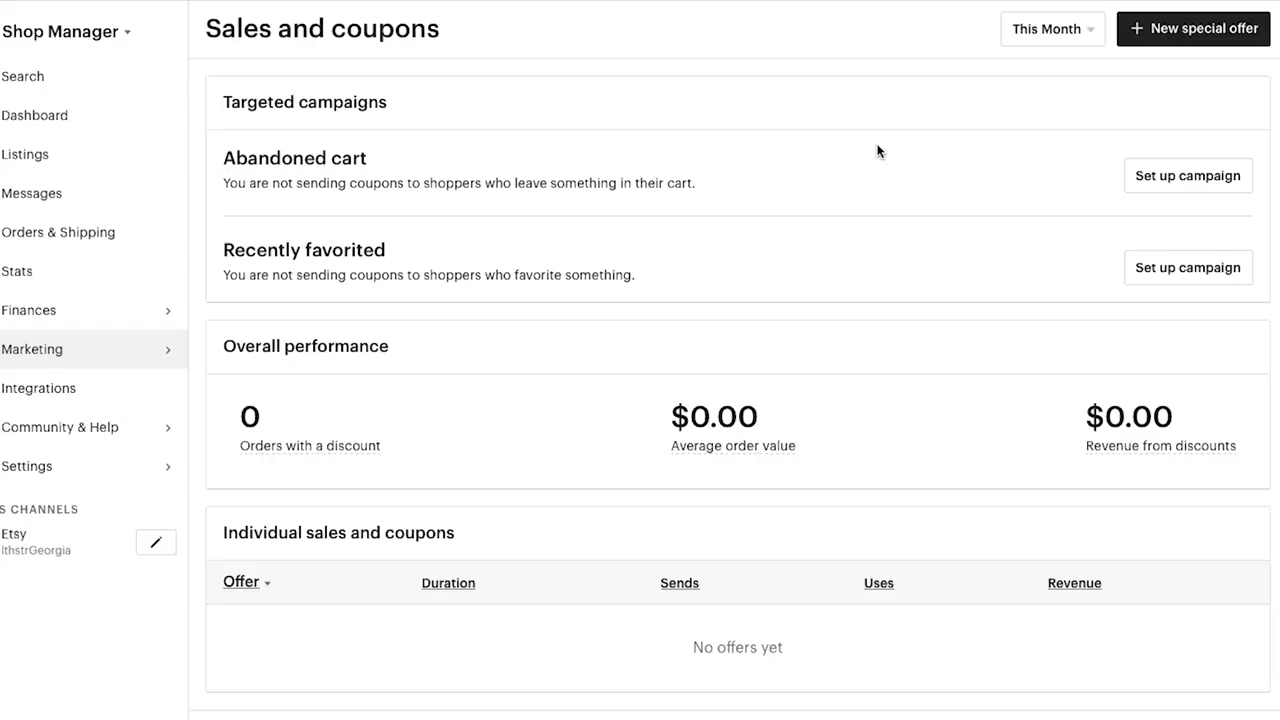 Shop Manager
Search
Dashboard
Listings
Messages
Orders & Shipping
Stats
Finances
Marketing
Integrations
Community & Help
Settings
S CHANNELS
Etsy
lthstrGeorgia
Sales and coupons
This Month
+ New special offer
Targeted campaigns
Abandoned cart
You are not sending coupons to shoppers who leave something in their cart.
Set up campaign
Recently favorited
You are not sending coupons to shoppers who favorite something.
Set up campaign
Overall performance
0 $0.00 $0.00
Orders with a discount Average order value Revenue from discounts
Individual sales and coupons
Offer Duration Sends Uses Revenue
No offers yet